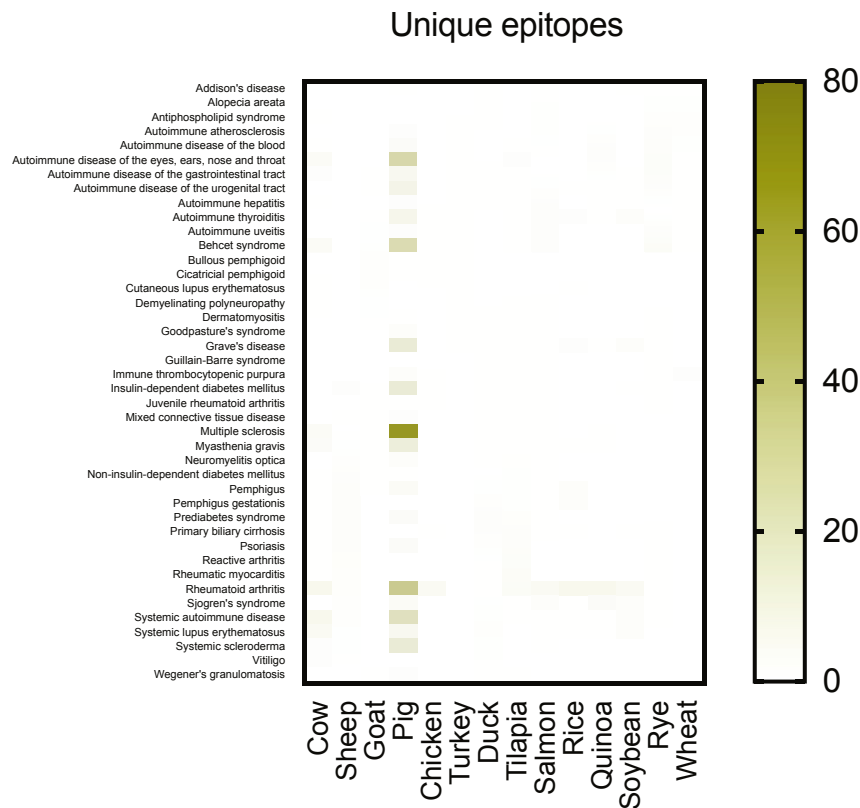 Unique epitopes
Addison's disease
Alopecia areata
Antiphospholipid syndrome
Autoimmune atherosclerosis
Autoimmune disease of the blood
Autoimmune disease of the eyes, ears, nose and throat
Autoimmune disease of the gastrointestinal tract
Autoimmune disease of the urogenital tract
Autoimmune hepatitis
Autoimmune thyroiditis
Autoimmune uveitis
Behcet syndrome
Bullous pemphigoid
Cicatricial pemphigoid
Cutaneous lupus erythematosus
Demyelinating polyneuropathy
Dermatomyositis
Goodpasture's syndrome
Grave's disease
Guillain-Barre syndrome
Immune thrombocytopenic purpura
Insulin-dependent diabetes mellitus
Juvenile rheumatoid arthritis
Mixed connective tissue disease
Multiple sclerosis
Myasthenia gravis
Neuromyelitis optica
Non-insulin-dependent diabetes mellitus
Pemphigus
Pemphigus gestationis
Prediabetes syndrome
Primary biliary cirrhosis
Psoriasis
Reactive arthritis
Rheumatic myocarditis
Rheumatoid arthritis
Sjogren's syndrome
Systemic autoimmune disease
Systemic lupus erythematosus
Systemic scleroderma
Vitiligo
Wegener's granulomatosis
Cow
Sheep
Goat
Pig
Chicken
Turkey
Duck
Tilapia
Salmon
Rice
Quinoa
Soybean
Rye
Wheat
80
60
40
20
0